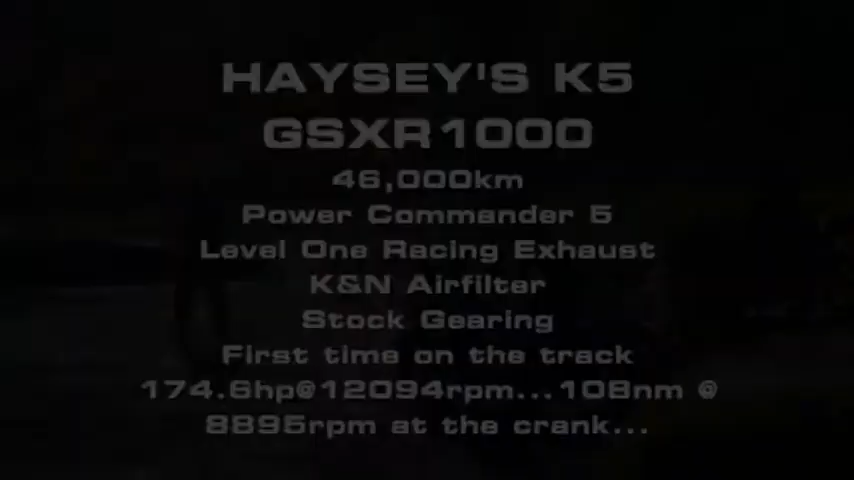 HAYSEY'S K5
GSXR1000
46,000km
Power Commander 5
Level One Racing Exhaust
K&N Airfilter
Stock Gearing
First time on the track
174.6hp@12094rpm...108nm @
8895rpm at the crank...